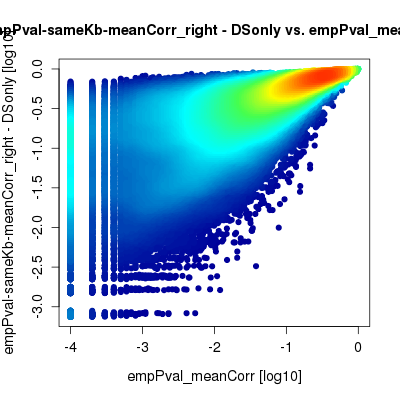 mpPval-sameKb-meanCorr_right - DSonly vs. empPval_mea
empPval-sameKb-meanCorr_right - DSonly [log10]
0.0
-0.5
-1.0
-1.5
-2.0
-2.5
-3.0
-4 -3 -2 -1 0
empPval_meanCorr [log10]